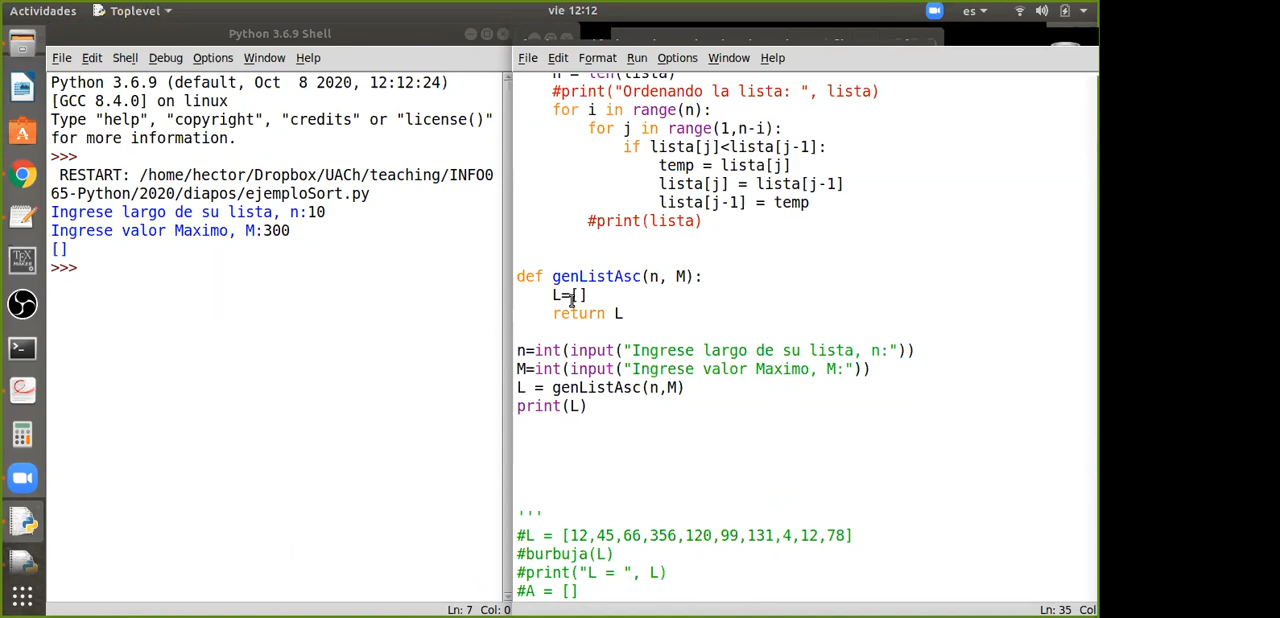 Actividades
Toplevel
vie 12:12
es
Python 3.6.9 Shell
File Edit Shell Debug Options Window Help
Python 3.6.9 (default, Oct  8 2020, 12:12:24)
[GCC 8.4.0] on linux
Type "help", "copyright", "credits" or "license()"
for more information.
>>>
 RESTART: /home/hector/Dropbox/UACh/teaching/INFO0
65-Python/2020/diapos/ejemploSort.py
Ingrese largo de su lista, n:10
Ingrese valor Maximo, M:300
[]
>>>
Ln: 7 Col: 0
File Edit Format Run Options Window Help
    n = len(lista)
    #print("Ordenando la lista: ", lista)
    for i in range(n):
        for j in range(1,n-i):
            if lista[j]<lista[j-1]:
                temp = lista[j]
                lista[j] = lista[j-1]
                lista[j-1] = temp
        #print(lista)
def genListAsc(n, M):
    L=[]
    return L
n=int(input("Ingrese largo de su lista, n:"))
M=int(input("Ingrese valor Maximo, M:"))
L = genListAsc(n,M)
print(L)
'''
#L = [12,45,66,356,120,99,131,4,12,78]
#burbuja(L)
#print("L = ", L)
#A = []
Ln: 35 Col
TEX
MAKER